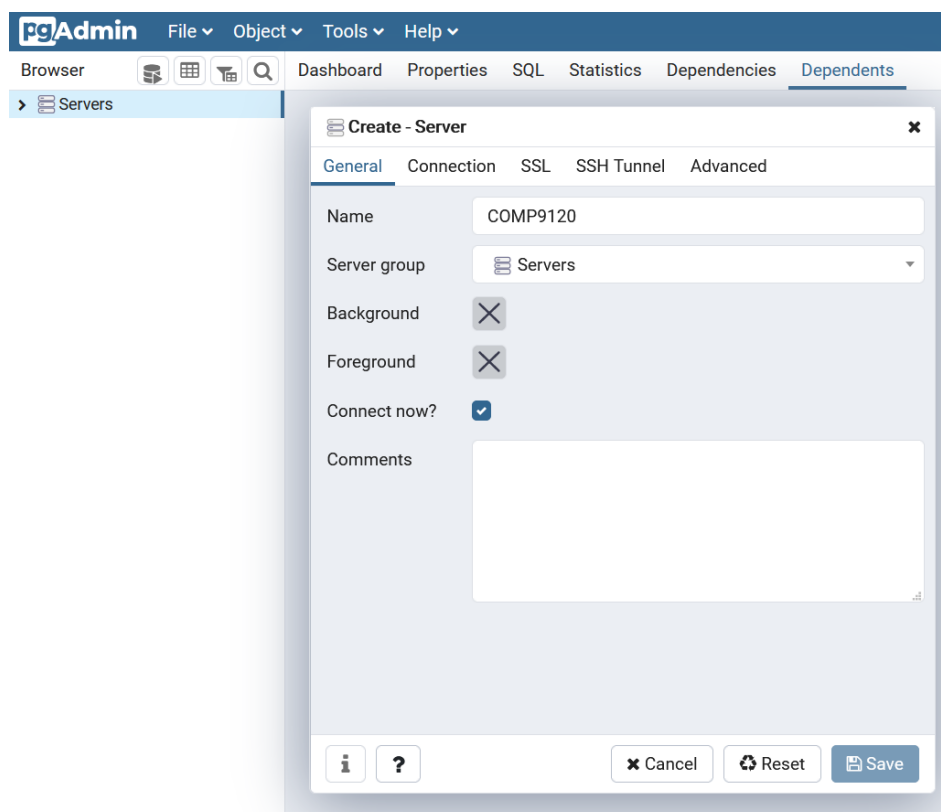 pgAdmin File Object Tools Help
Browser Dashboard Properties SQL Statistics Dependencies Dependents
Servers
Create - Server
General Connection SSL SSH Tunnel Advanced
Name COMP9120
Server group Servers
Background
Foreground
Connect now?
Comments
i ? Cancel Reset Save